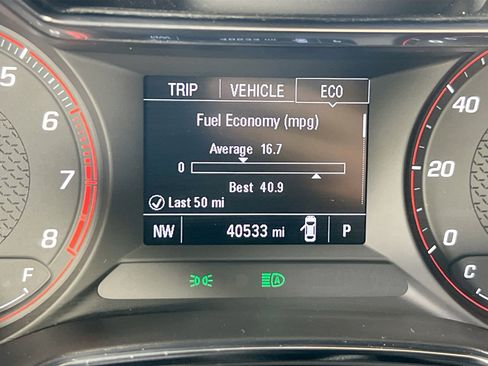 TRIP VEHICLE ECO
Fuel Economy (mpg)
Average 16.7
0
Best 40.9
Last 50 mi
NW 40533 mi P
5
6
7
8
F
40
20
0
C
A